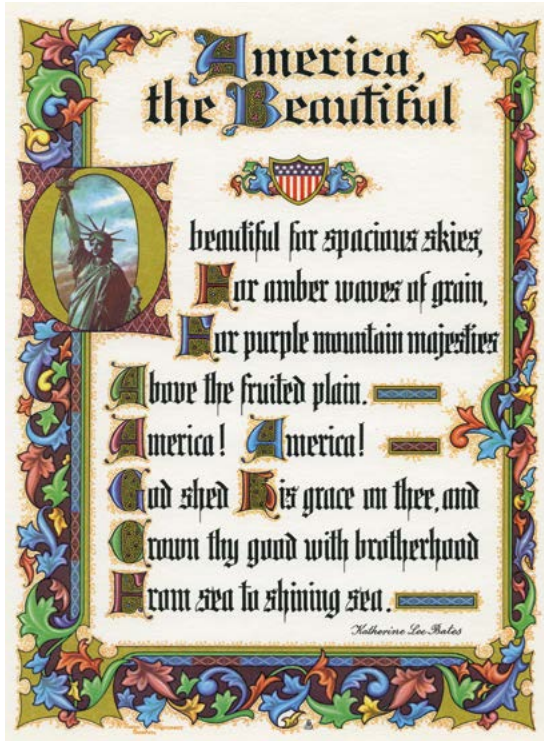 America,
the Beautiful
O beautiful for spacious skies,
For amber waves of grain,
For purple mountain majesties
Above the fruited plain.
America! America!
God shed His grace on thee, and
Crown thy good with brotherhood
From sea to shining sea.
Katherine Lee Bates